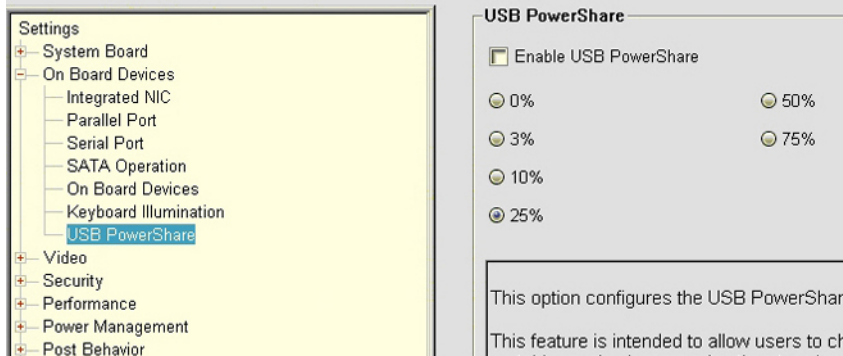 Settings
System Board
On Board Devices
Integrated NIC
Parallel Port
Serial Port
SATA Operation
On Board Devices
Keyboard Illumination
USB PowerShare
Video
Security
Performance
Power Management
Post Behavior
USB PowerShare
Enable USB PowerShare
0%
50%
3%
75%
10%
25%
This option configures the USB PowerShar
This feature is intended to allow users to ch